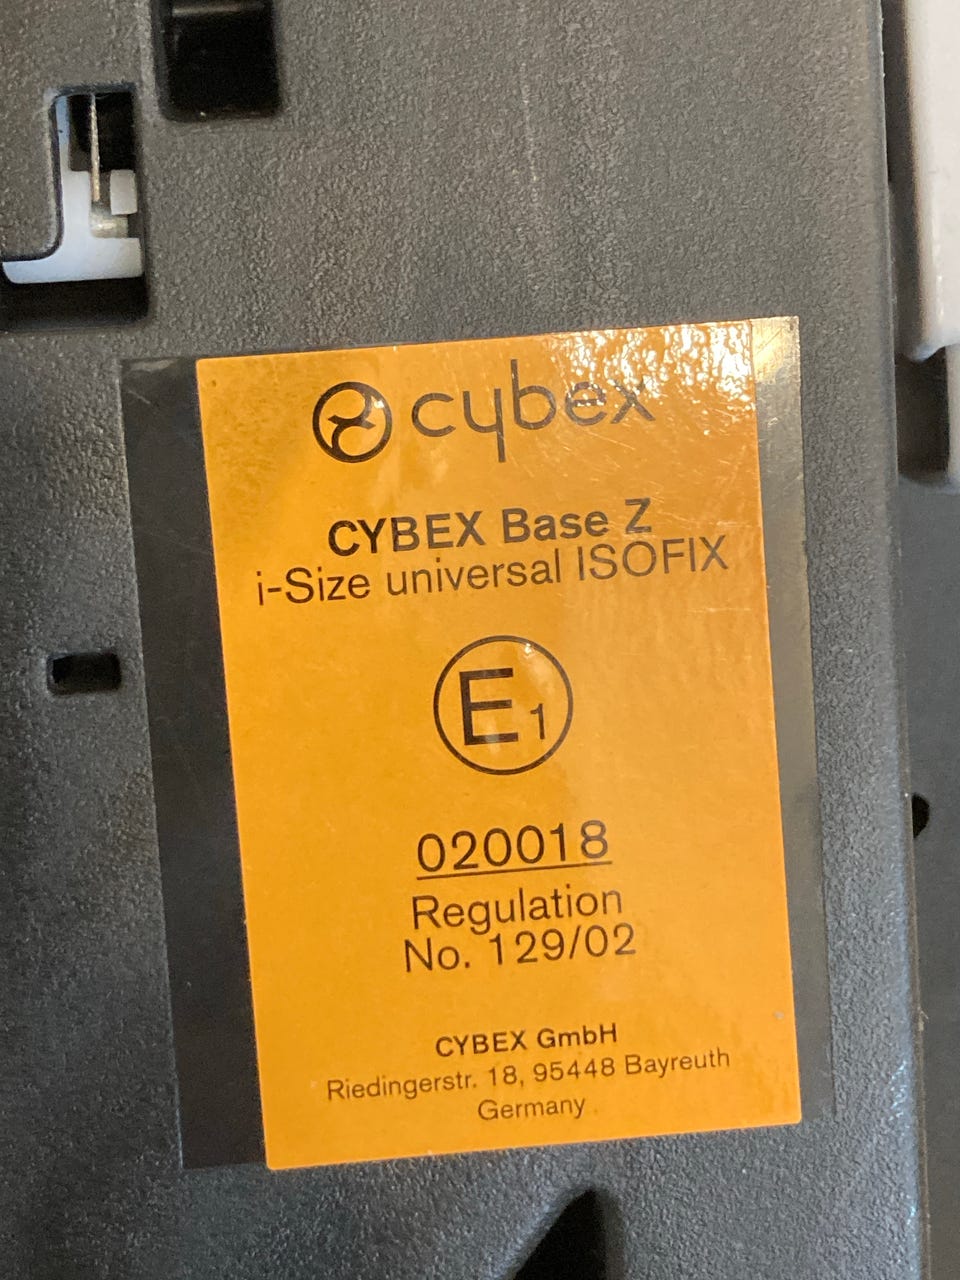 cybex
CYBEX Base Z
i-Size universal ISOFIX
E1
020018
Regulation
No. 129/02
CYBEX GmbH
Riedingerstr. 18, 95448 Bayreuth
Germany